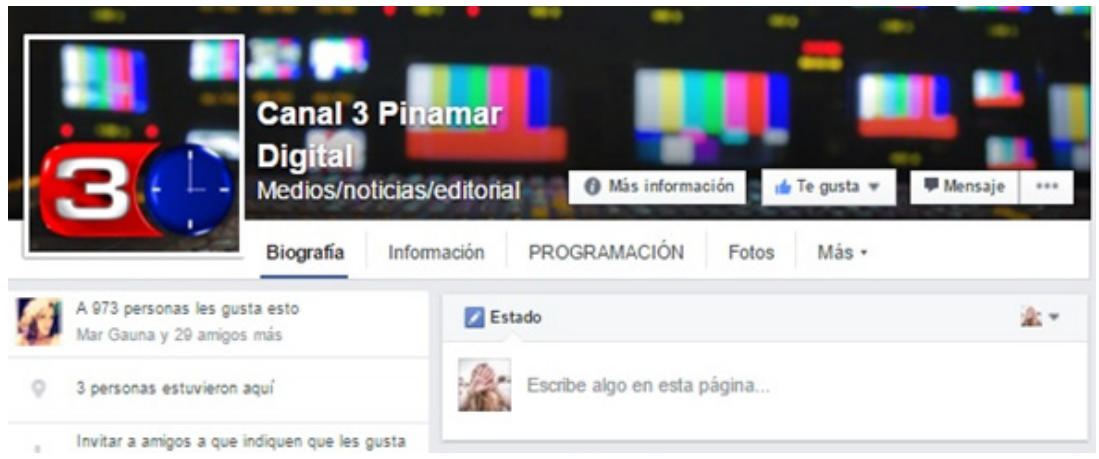 Canal 3 Pinamar
Digital
Medios/noticias/editorial
Más información
Te gusta
Mensaje
3
Biografía
Información
PROGRAMACIÓN
Fotos
Más
A 973 personas les gusta esto
Mar Gauna y 29 amigos más
3 personas estuvieron aquí
Invitar a amigos a que indiquen que les gusta
Estado
Escribe algo en esta página...